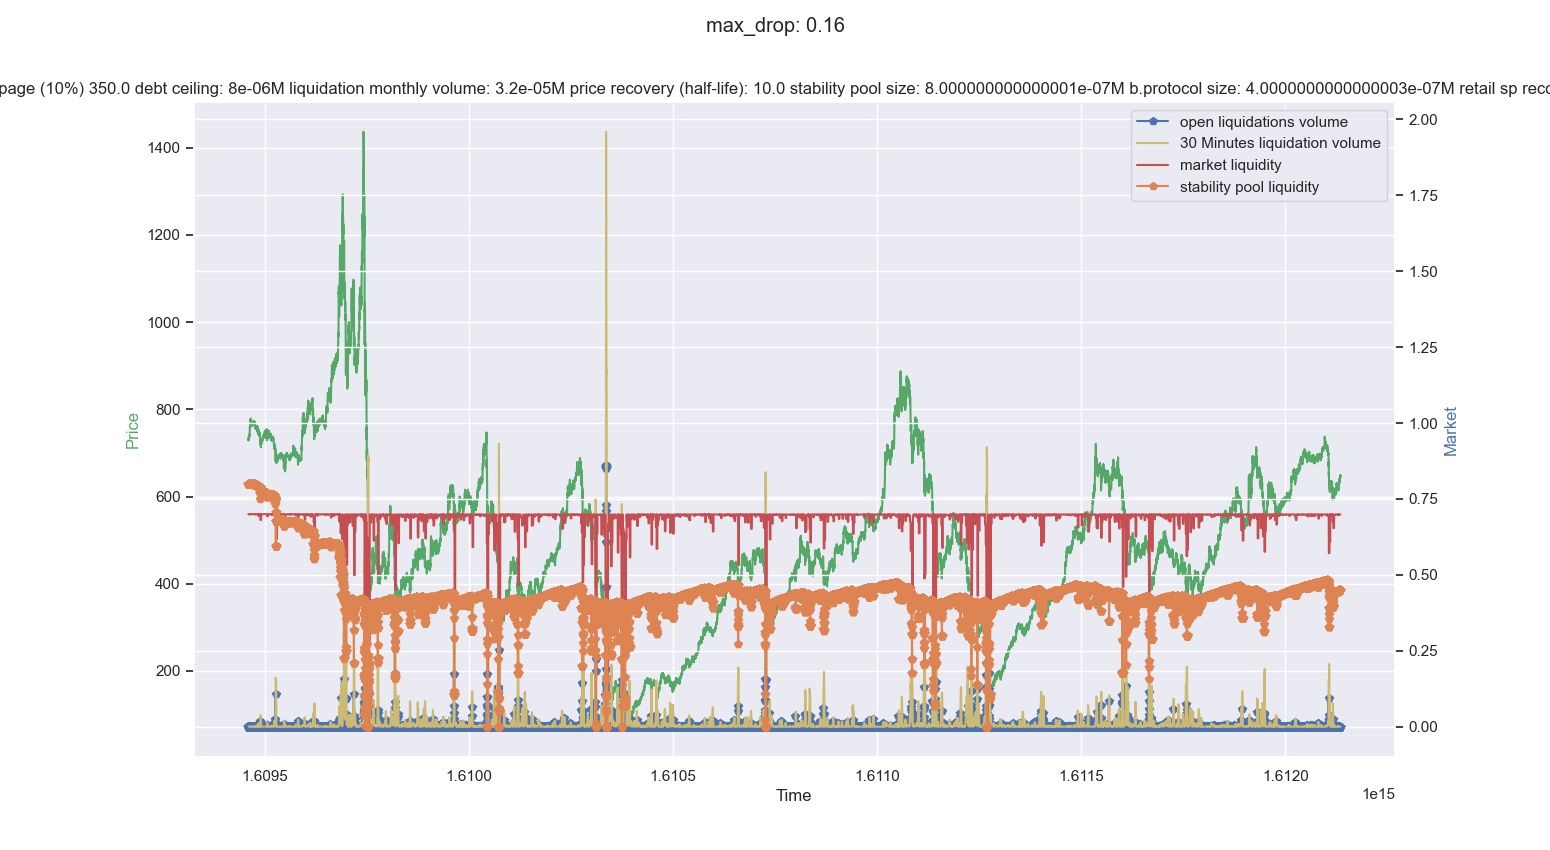 max_drop: 0.16
page (10%) 350.0 debt ceiling: 8e-06M liquidation monthly volume: 3.2e-05M price recovery (half-life): 10.0 stability pool size: 8.000000000000001e-07M b.protocol size: 4.0000000000000003e-07M retail sp reco
open liquidations volume
30 Minutes liquidation volume
market liquidity
stability pool liquidity
1400
1200
1000
800
600
400
200
Price
2.00
1.75
1.50
1.25
1.00
0.75
0.50
0.25
0.00
Market
1.6095 1.6100 1.6105 1.6110 1.6115 1.6120
Time
1e15